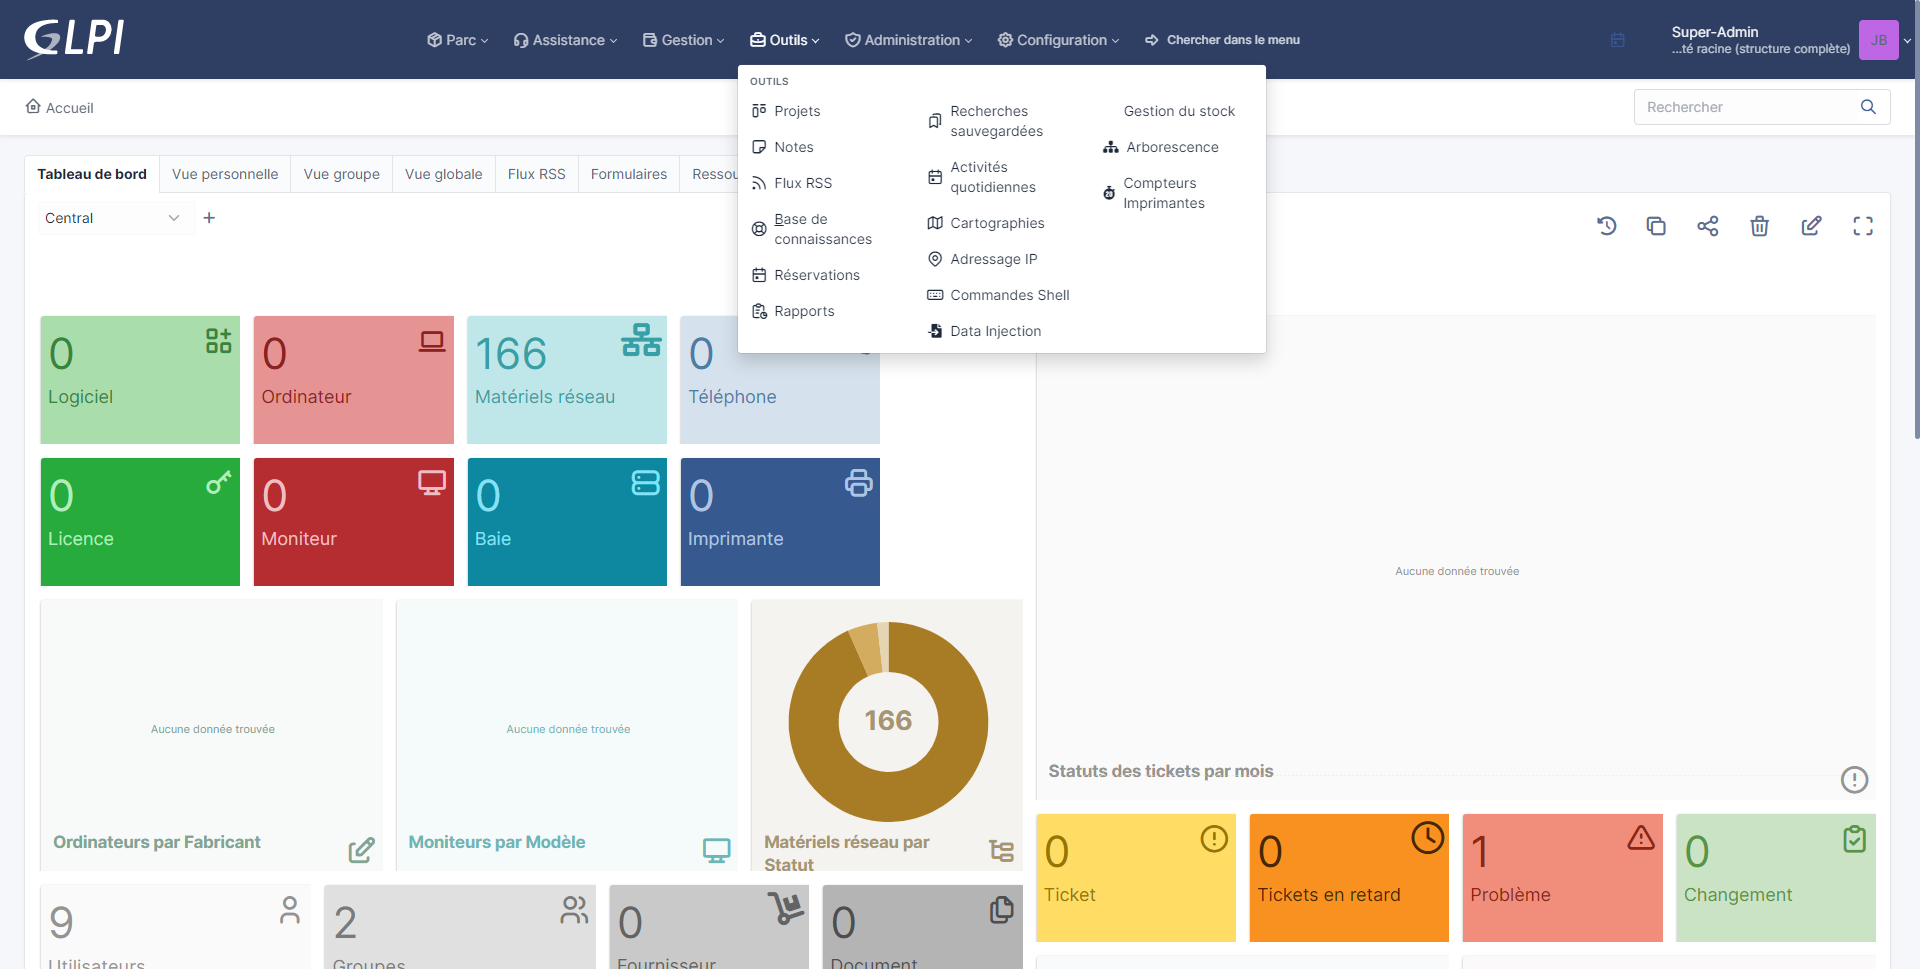 GLPI
Parc
Assistance
Gestion
Outils
Administration
Configuration
Chercher dans le menu
Super-Admin
...té racine (structure complète)
JB
Accueil
Rechercher
OUTILS
Projets
Notes
Flux RSS
Base de
connaissances
Réservations
Rapports
Recherches
sauvegardées
Activités
quotidiennes
Cartographies
Adressage IP
Commandes Shell
Data Injection
Gestion du stock
Arborescence
Compteurs
Imprimantes
Tableau de bord
Vue personnelle
Vue groupe
Vue globale
Flux RSS
Formulaires
Ressou
Central
+
0
Logiciel
0
Ordinateur
166
Matériels réseau
0
Téléphone
0
Licence
0
Moniteur
0
Baie
0
Imprimante
Aucune donnée trouvée
Ordinateurs par Fabricant
Aucune donnée trouvée
Moniteurs par Modèle
166
Matériels réseau par
Statut
Aucune donnée trouvée
Statuts des tickets par mois
0
Ticket
0
Tickets en retard
1
Problème
0
Changement
9
Utilisateurs
2
Groupes
0
Fournisseur
0
Document